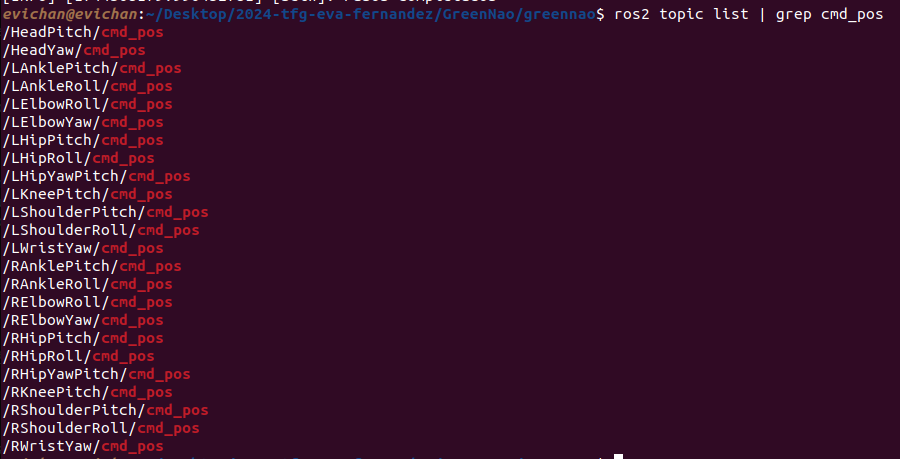 evichan@evichan:~/Desktop/2024-tfg-eva-fernandez/GreenNao/greennao$ ros2 topic list | grep cmd_pos
/HeadPitch/cmd_pos
/HeadYaw/cmd_pos
/LAnklePitch/cmd_pos
/LAnkleRoll/cmd_pos
/LElbowRoll/cmd_pos
/LElbowYaw/cmd_pos
/LHipPitch/cmd_pos
/LHipRoll/cmd_pos
/LHipYawPitch/cmd_pos
/LKneePitch/cmd_pos
/LShoulderPitch/cmd_pos
/LShoulderRoll/cmd_pos
/LWristYaw/cmd_pos
/RAnklePitch/cmd_pos
/RAnkleRoll/cmd_pos
/RElbowRoll/cmd_pos
/RElbowYaw/cmd_pos
/RHipPitch/cmd_pos
/RHipRoll/cmd_pos
/RHipYawPitch/cmd_pos
/RKneePitch/cmd_pos
/RShoulderPitch/cmd_pos
/RShoulderRoll/cmd_pos
/RWristYaw/cmd_pos